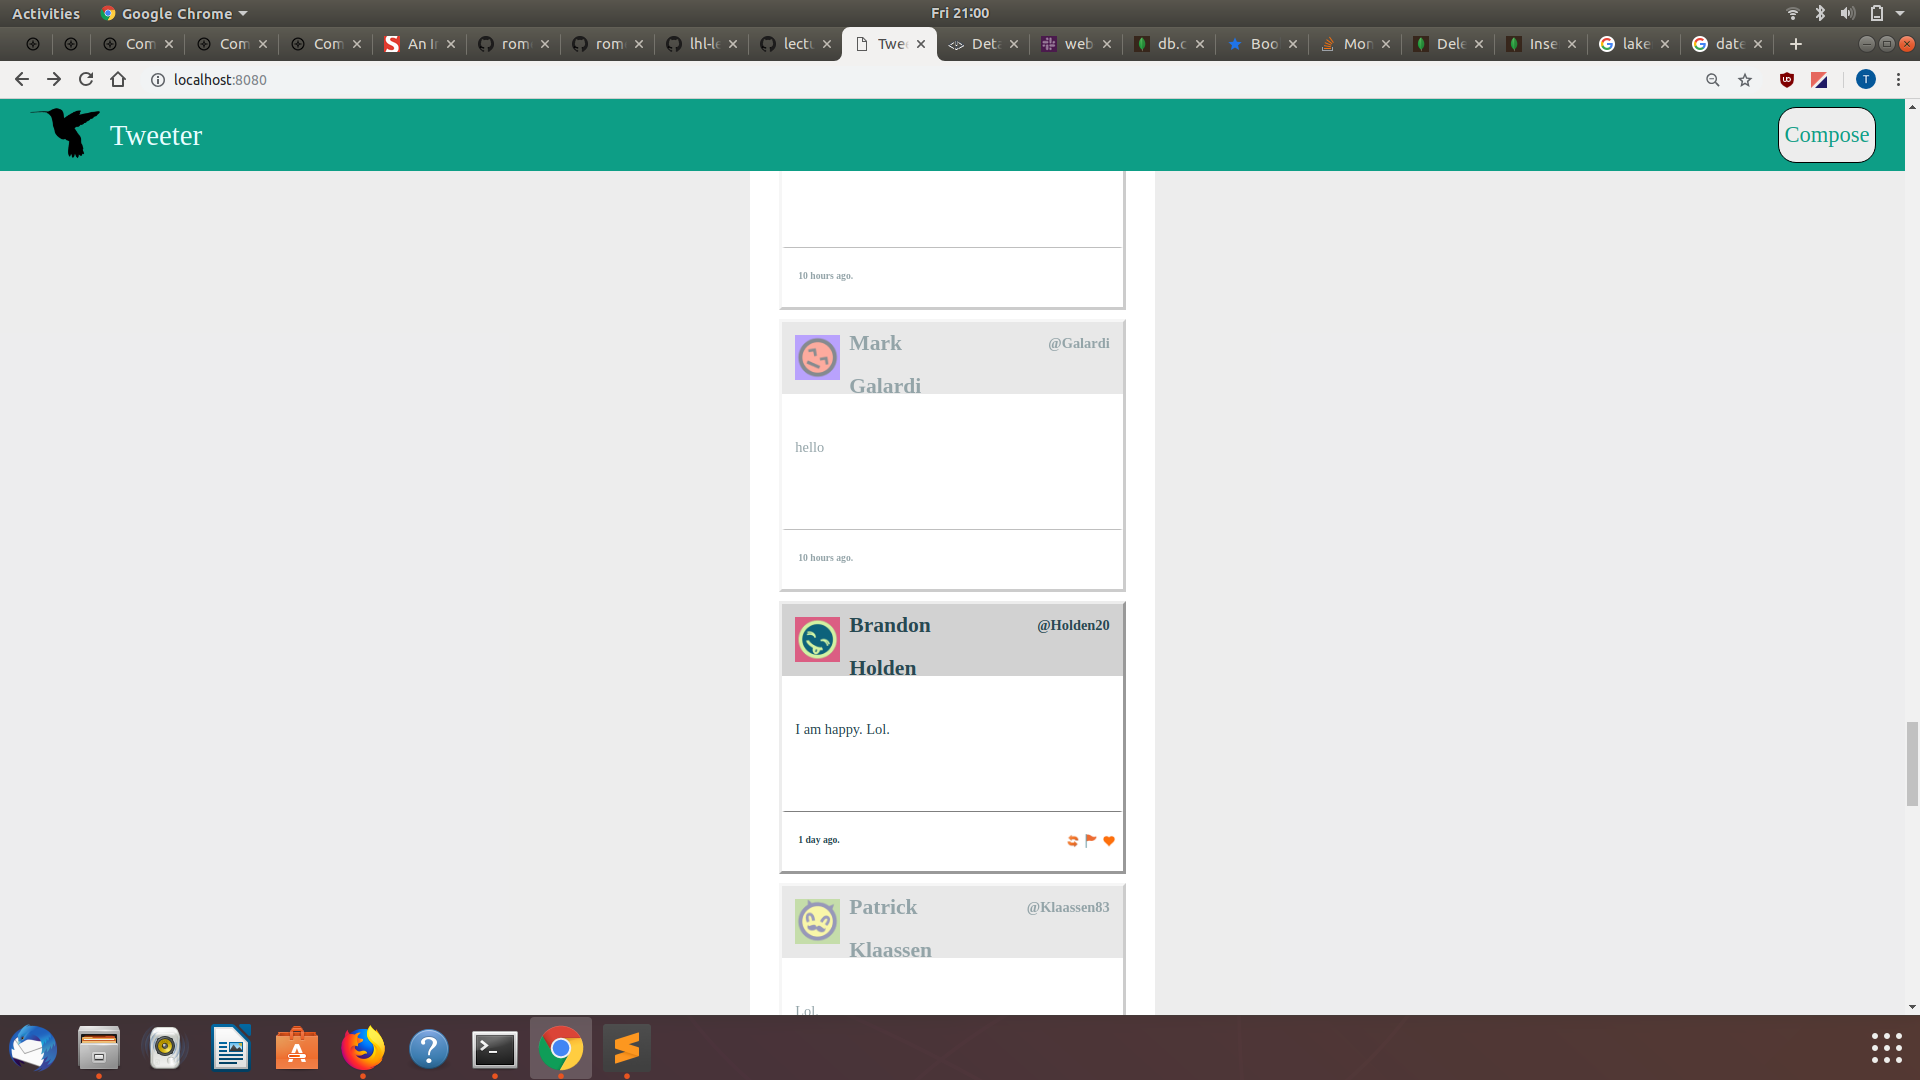 Activities Google Chrome Fri 21:00
Com Com Com An I rom rom lhl-le lectu Twee Deta web db.c Boo Mon Dele Inse lake date
localhost:8080
Tweeter Compose
10 hours ago.
Mark @Galardi
Galardi
hello
10 hours ago.
Brandon @Holden20
Holden
I am happy. Lol.
1 day ago.
Patrick @Klaassen83
Klaassen
Lol.